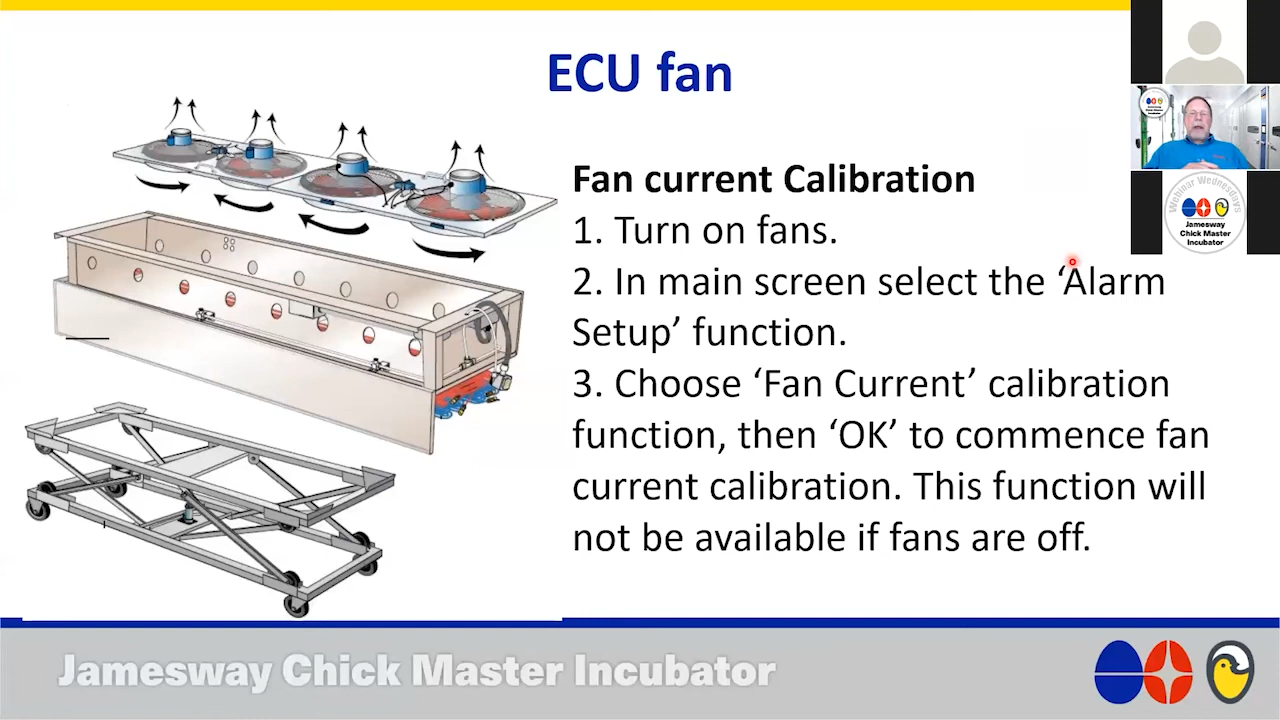 ECU fan
Fan current Calibration
1. Turn on fans.
2. In main screen select the ‘Alarm
Setup’ function.
3. Choose ‘Fan Current’ calibration
function, then ‘OK’ to commence fan
current calibration. This function will
not be available if fans are off.
Webinar Wednesdays
Jamesway
Chick Master
Incubator
Jamesway Chick Master Incubator